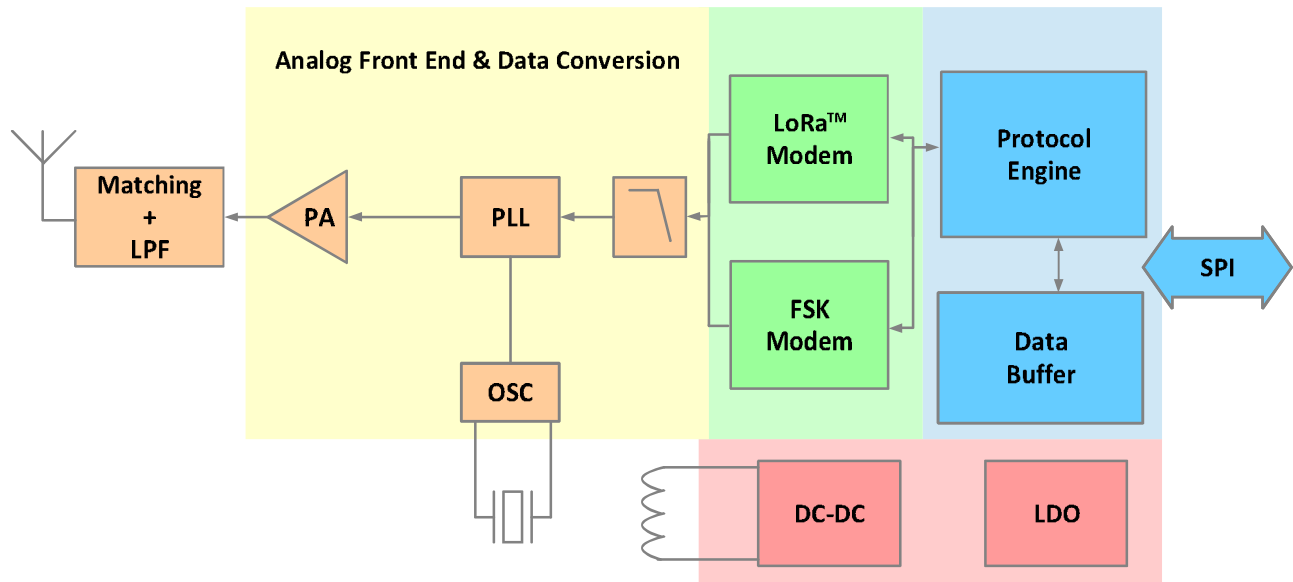 Analog Front End & Data Conversion
LoRa™
Modem
Protocol
Engine
Matching
+
LPF
PA
PLL
SPI
FSK
Modem
Data
Buffer
OSC
DC-DC
LDO